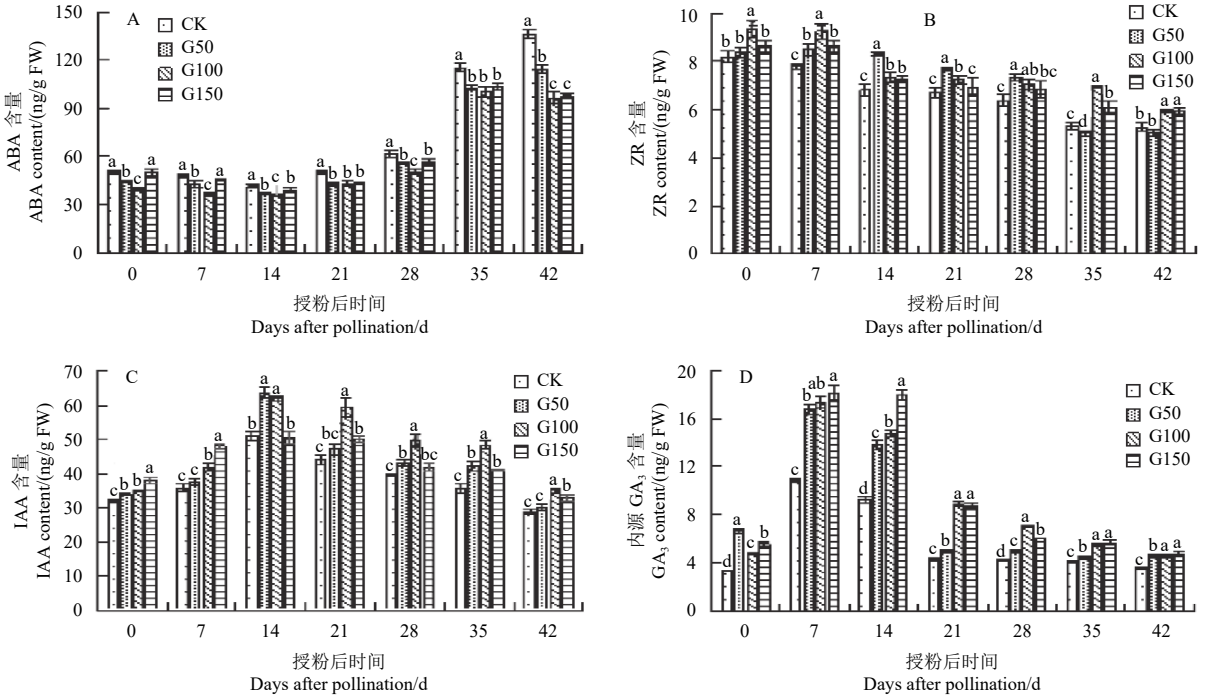 A
CK
G50
G100
G150
ABA 含量
ABA content/(ng/g FW)
150
120
90
60
30
0
a b c a
a b c a
a b c b
a b b b
a b c b
a b b b
a b c c
0 7 14 21 28 35 42
授粉后时间
Days after pollination/d
B
CK
G50
G100
G150
ZR 含量
ZR content/(ng/g FW)
10
8
6
4
2
0
b b a b
c b a b
c a b b
c a b c
c a b bc
c d a b
b b a a
0 7 14 21 28 35 42
授粉后时间
Days after pollination/d
C
CK
G50
G100
G150
IAA 含量
IAA content/(ng/g FW)
70
60
50
40
30
20
10
0
c b b a
c c b a
b a a b
c bc a b
c b a bc
c b a b
c c a b
0 7 14 21 28 35 42
授粉后时间
Days after pollination/d
D
CK
G50
G100
G150
内源 GA₃ 含量
GA₃ content/(ng/g FW)
20
16
12
8
4
0
d a c b
c b ab a
d c b a
c b a a
d c a b
c b a a
c b a a
0 7 14 21 28 35 42
授粉后时间
Days after pollination/d